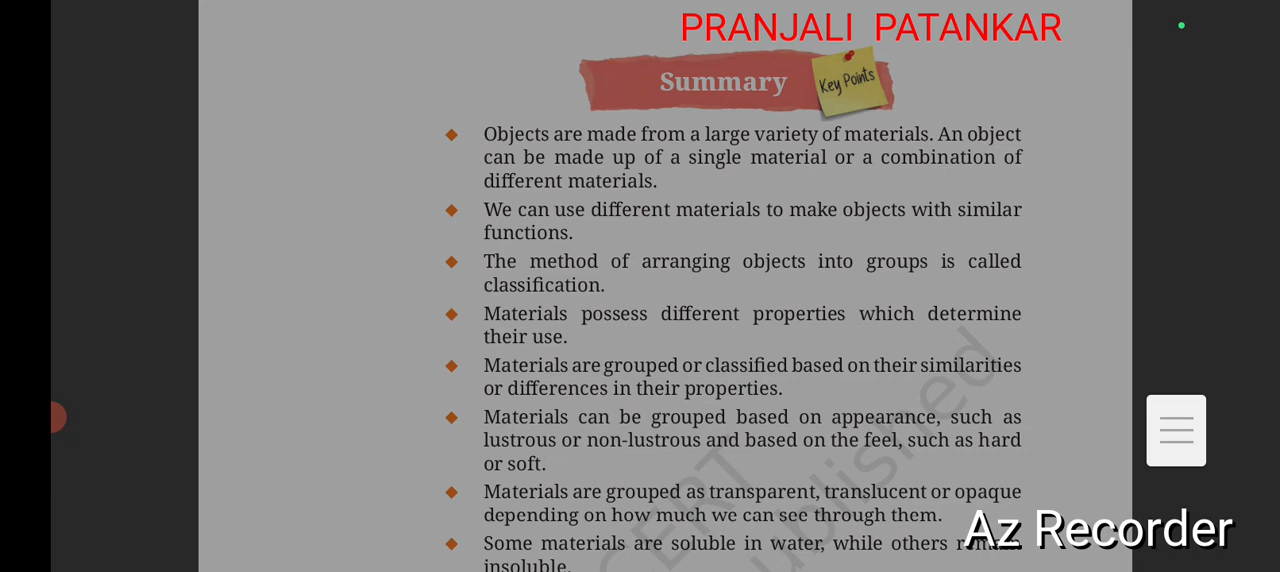 PRANJALI PATANKAR
Summary
Key Points
Objects are made from a large variety of materials. An object
can be made up of a single material or a combination of
different materials.
We can use different materials to make objects with similar
functions.
The method of arranging objects into groups is called
classification.
Materials possess different properties which determine
their use.
Materials are grouped or classified based on their similarities
or differences in their properties.
Materials can be grouped based on appearance, such as
lustrous or non-lustrous and based on the feel, such as hard
or soft.
Materials are grouped as transparent, translucent or opaque
depending on how much we can see through them.
Some materials are soluble in water, while others
insoluble.
Az Recorder